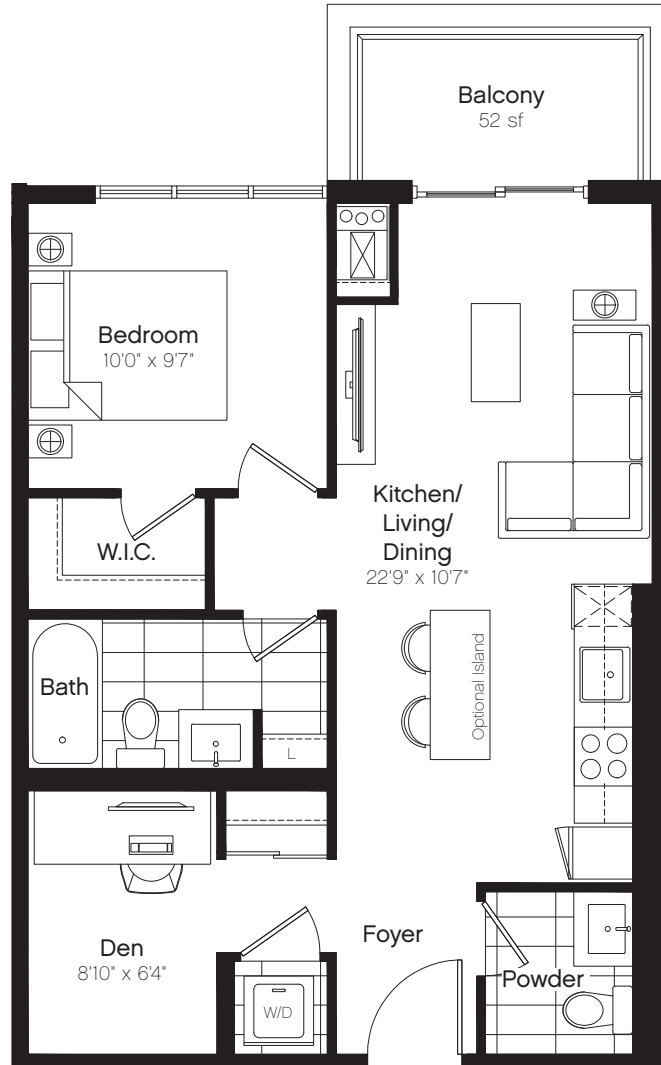 Balcony
52 sf
Bedroom
10'0" x 9'7"
Kitchen/
Living/
Dining
22'9" x 10'7"
W.I.C.
Optional Island
Bath
L
Den
8'10" x 6'4"
Foyer
Powder
W/D